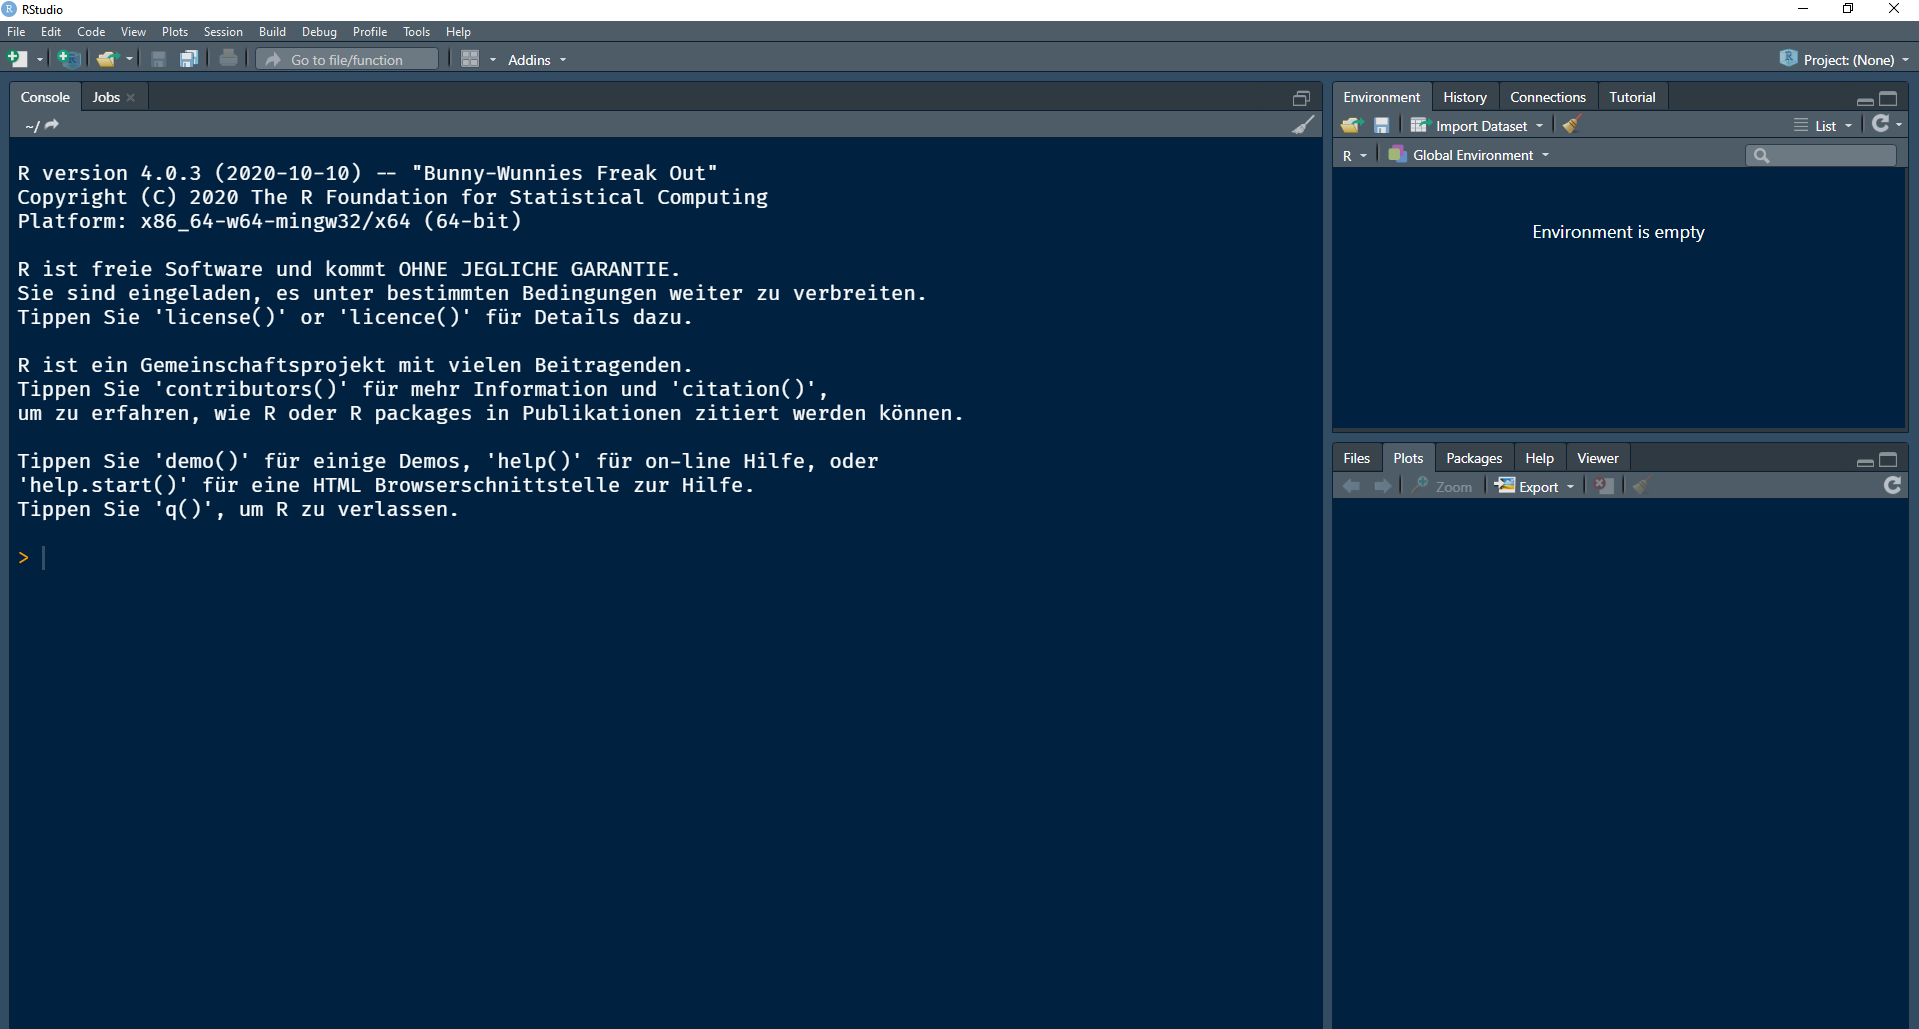 RStudio
File Edit Code View Plots Session Build Debug Profile Tools Help
Go to file/function Addins Project: (None)
Console Jobs
~/
R version 4.0.3 (2020-10-10) -- "Bunny-Wunnies Freak Out"
Copyright (C) 2020 The R Foundation for Statistical Computing
Platform: x86_64-w64-mingw32/x64 (64-bit)
R ist freie Software und kommt OHNE JEGLICHE GARANTIE.
Sie sind eingeladen, es unter bestimmten Bedingungen weiter zu verbreiten.
Tippen Sie 'license()' or 'licence()' für Details dazu.
R ist ein Gemeinschaftsprojekt mit vielen Beitragenden.
Tippen Sie 'contributors()' für mehr Information und 'citation()',
um zu erfahren, wie R oder R packages in Publikationen zitiert werden können.
Tippen Sie 'demo()' für einige Demos, 'help()' für on-line Hilfe, oder
'help.start()' für eine HTML Browserschnittstelle zur Hilfe.
Tippen Sie 'q()', um R zu verlassen.
>
Environment History Connections Tutorial
Import Dataset List
R Global Environment
Environment is empty
Files Plots Packages Help Viewer
Zoom Export